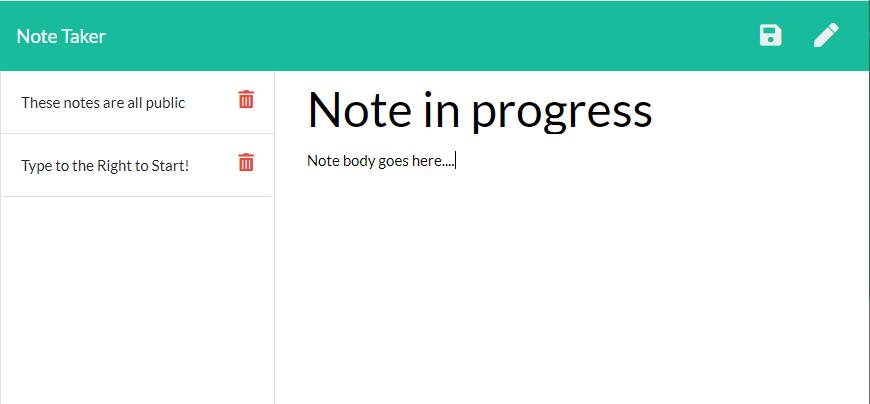 Note Taker
These notes are all public
Type to the Right to Start!
Note in progress
Note body goes here....